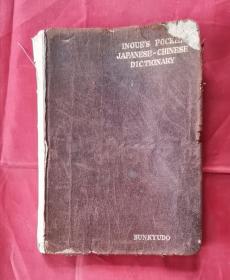 INOUE'S POCKET
JAPANESE-CHINESE
DICTIONARY
BUNKYUDO